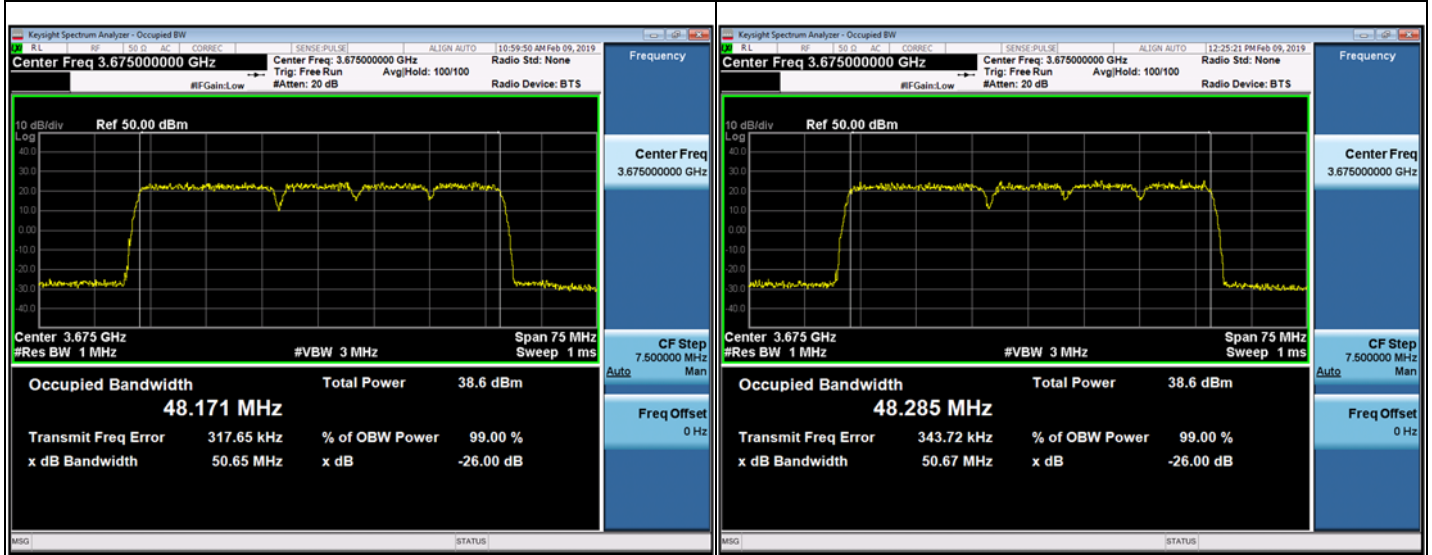 Keysight Spectrum Analyzer - Occupied BW
RL RF 50 Ω AC CORREC SENSE:PULSE ALIGN AUTO 10:59:50 AM Feb 09, 2019
Center Freq 3.675000000 GHz
Center Freq: 3.675000000 GHz
Radio Std: None
Trig: Free Run Avg|Hold: 100/100
#IFGain:Low #Atten: 20 dB Radio Device: BTS
10 dB/div Ref 50.00 dBm
Log
40.0
30.0
20.0
10.0
0.00
-10.0
-20.0
-30.0
-40.0
Center 3.675 GHz Span 75 MHz
#Res BW 1 MHz #VBW 3 MHz Sweep 1 ms
Occupied Bandwidth Total Power 38.6 dBm
48.171 MHz
Transmit Freq Error 317.65 kHz % of OBW Power 99.00 %
x dB Bandwidth 50.65 MHz x dB -26.00 dB
MSG STATUS
Frequency
Center Freq
3.675000000 GHz
CF Step
7.500000 MHz
Auto Man
Freq Offset
0 Hz
Keysight Spectrum Analyzer - Occupied BW
RL RF 50 Ω AC CORREC SENSE:PULSE ALIGN AUTO 12:25:21 PM Feb 09, 2019
Center Freq 3.675000000 GHz
Center Freq: 3.675000000 GHz
Radio Std: None
Trig: Free Run Avg|Hold: 100/100
#IFGain:Low #Atten: 20 dB Radio Device: BTS
10 dB/div Ref 50.00 dBm
Log
40.0
30.0
20.0
10.0
0.00
-10.0
-20.0
-30.0
-40.0
Center 3.675 GHz Span 75 MHz
#Res BW 1 MHz #VBW 3 MHz Sweep 1 ms
Occupied Bandwidth Total Power 38.6 dBm
48.285 MHz
Transmit Freq Error 343.72 kHz % of OBW Power 99.00 %
x dB Bandwidth 50.67 MHz x dB -26.00 dB
MSG STATUS
Frequency
Center Freq
3.675000000 GHz
CF Step
7.500000 MHz
Auto Man
Freq Offset
0 Hz